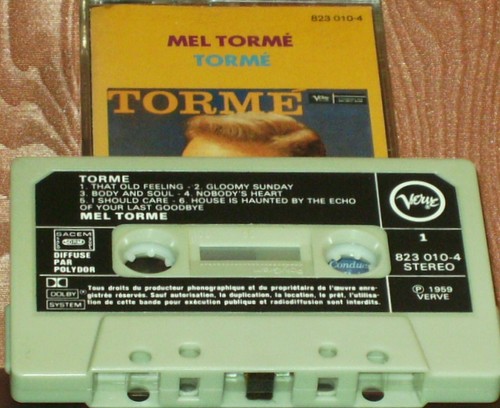 823 010-4
MEL TORMÉ
TORMÉ
TORMÉ
Verve
TORME
1. THAT OLD FEELING - 2. GLOOMY SUNDAY
3. BODY AND SOUL - 4. NOBODY'S HEART
5. I SHOULD CARE - 6. HOUSE IS HAUNTED BY THE ECHO
OF YOUR LAST GOODBYE
MEL TORME
Verve
SACEM
SDRM
DIFFUSE
PAR
POLYDOR
1
823 010-4
STEREO
DOLBY
SYSTEM
Tous droits du producteur phonographique et du propriétaire de l'œuvre enre-
gistrée réservés. Sauf autorisation, la duplication, la location, le prêt, l'utilisa-
tion de cette bande pour exécution publique et radiodiffusion sont interdits.
℗ 1959
VERVE